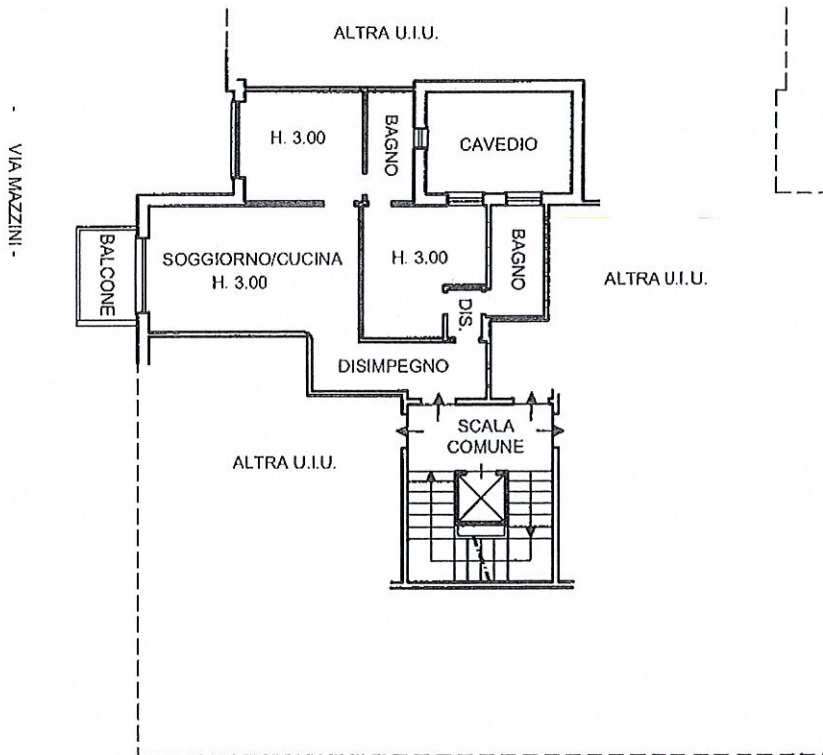 ALTRA U.I.U.
- VIA MAZZINI -
H. 3.00
BAGNO
CAVEDIO
BALCONE
SOGGIORNO/CUCINA
H. 3.00
H. 3.00
BAGNO
ALTRA U.I.U.
DIS.
DISIMPEGNO
SCALA
COMUNE
ALTRA U.I.U.